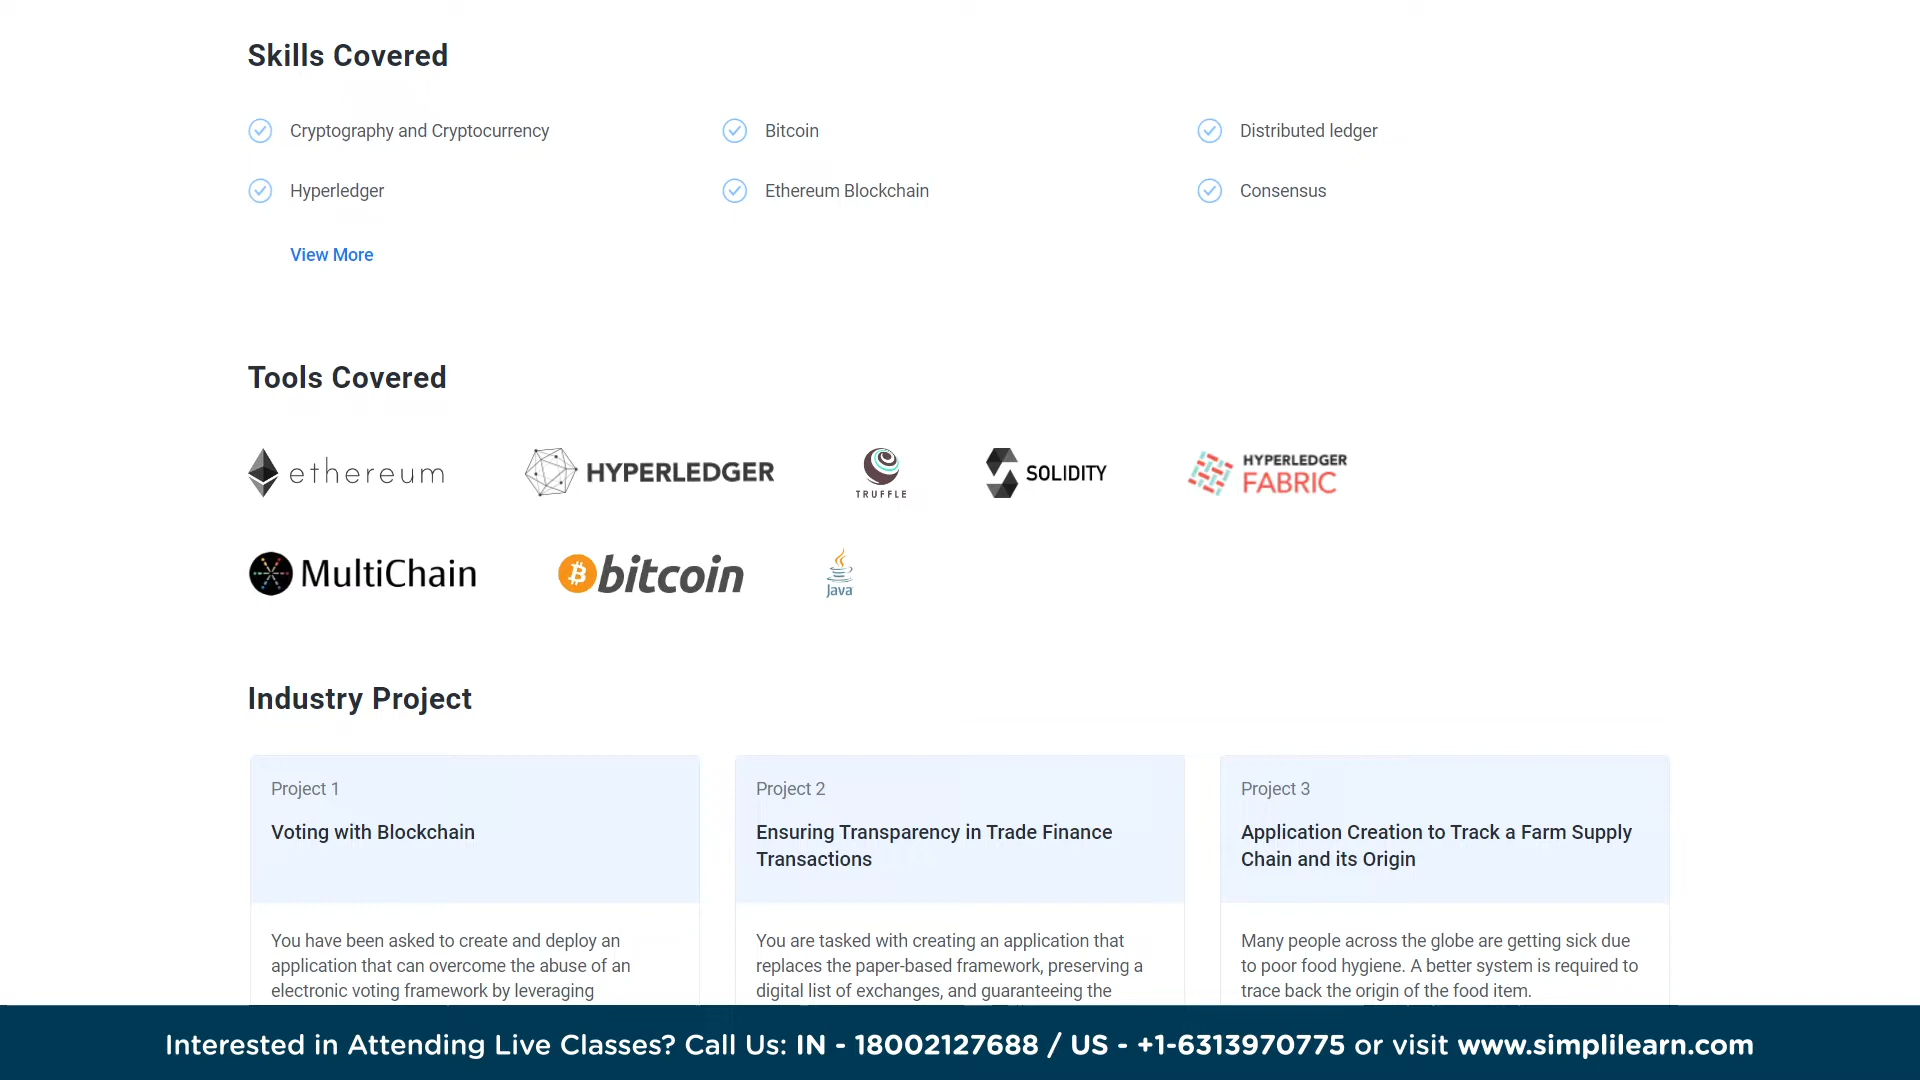 Skills Covered
Cryptography and Cryptocurrency
Bitcoin
Distributed ledger
Hyperledger
Ethereum Blockchain
Consensus
View More
Tools Covered
ethereum
HYPERLEDGER
TRUFFLE
SOLIDITY
HYPERLEDGER
FABRIC
MultiChain
bitcoin
Java
Industry Project
Project 1
Voting with Blockchain
You have been asked to create and deploy an
application that can overcome the abuse of an
electronic voting framework by leveraging
Project 2
Ensuring Transparency in Trade Finance
Transactions
You are tasked with creating an application that
replaces the paper-based framework, preserving a
digital list of exchanges, and guaranteeing the
Project 3
Application Creation to Track a Farm Supply
Chain and its Origin
Many people across the globe are getting sick due
to poor food hygiene. A better system is required to
trace back the origin of the food item.
Interested in Attending Live Classes? Call Us: IN - 18002127688 / US - +1-6313970775 or visit www.simplilearn.com